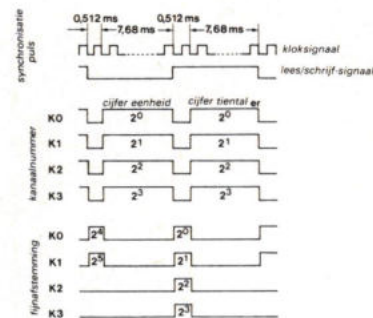 0,512 ms 0,512 ms
7,68 ms 7,68 ms
synchronisatie puls
kloksignaal
lees/schrijf-signaal
cijfer eenheid cijfer tiental er
kanaalnummer
K0 2⁰ 2⁰
K1 2¹ 2¹
K2 2² 2²
K3 2³ 2³
fijnafstemming
K0 2⁴ 2⁰
K1 2⁵ 2¹
K2 2²
K3 2³